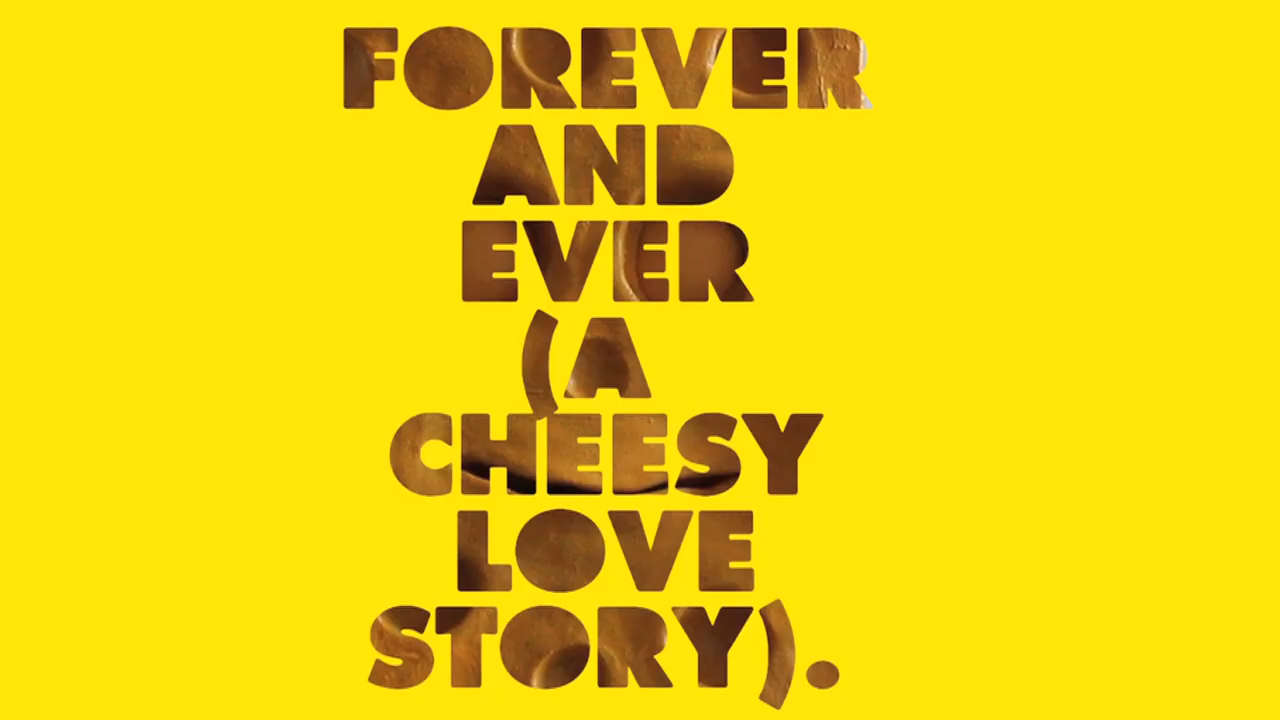 FOREVER
AND
EVER
(A
CHEESY
LOVE
STORY).